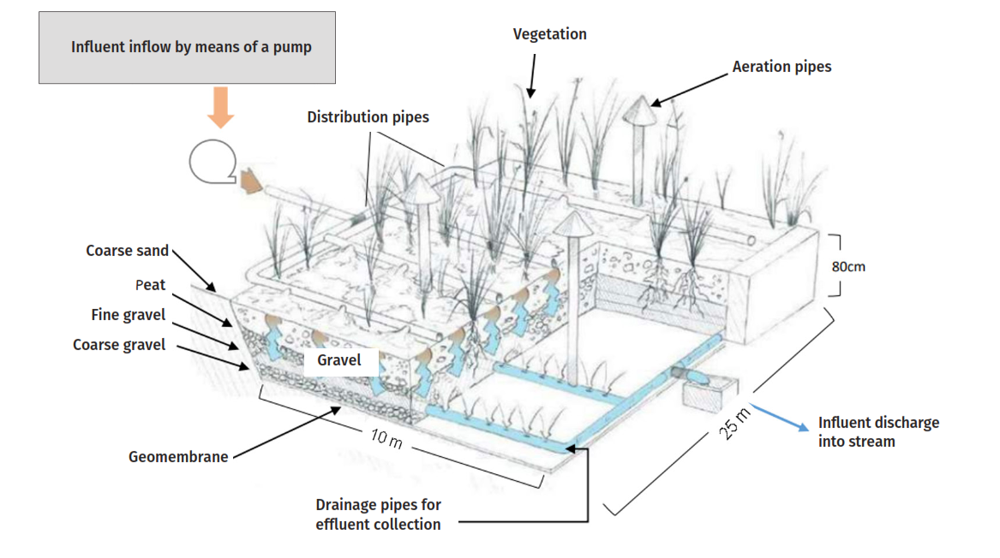 Influent inflow by means of a pump
Vegetation
Aeration pipes
Distribution pipes
Coarse sand
Peat
Fine gravel
Coarse gravel
Gravel
80cm
10 m
25 m
Geomembrane
Influent discharge
into stream
Drainage pipes for
effluent collection